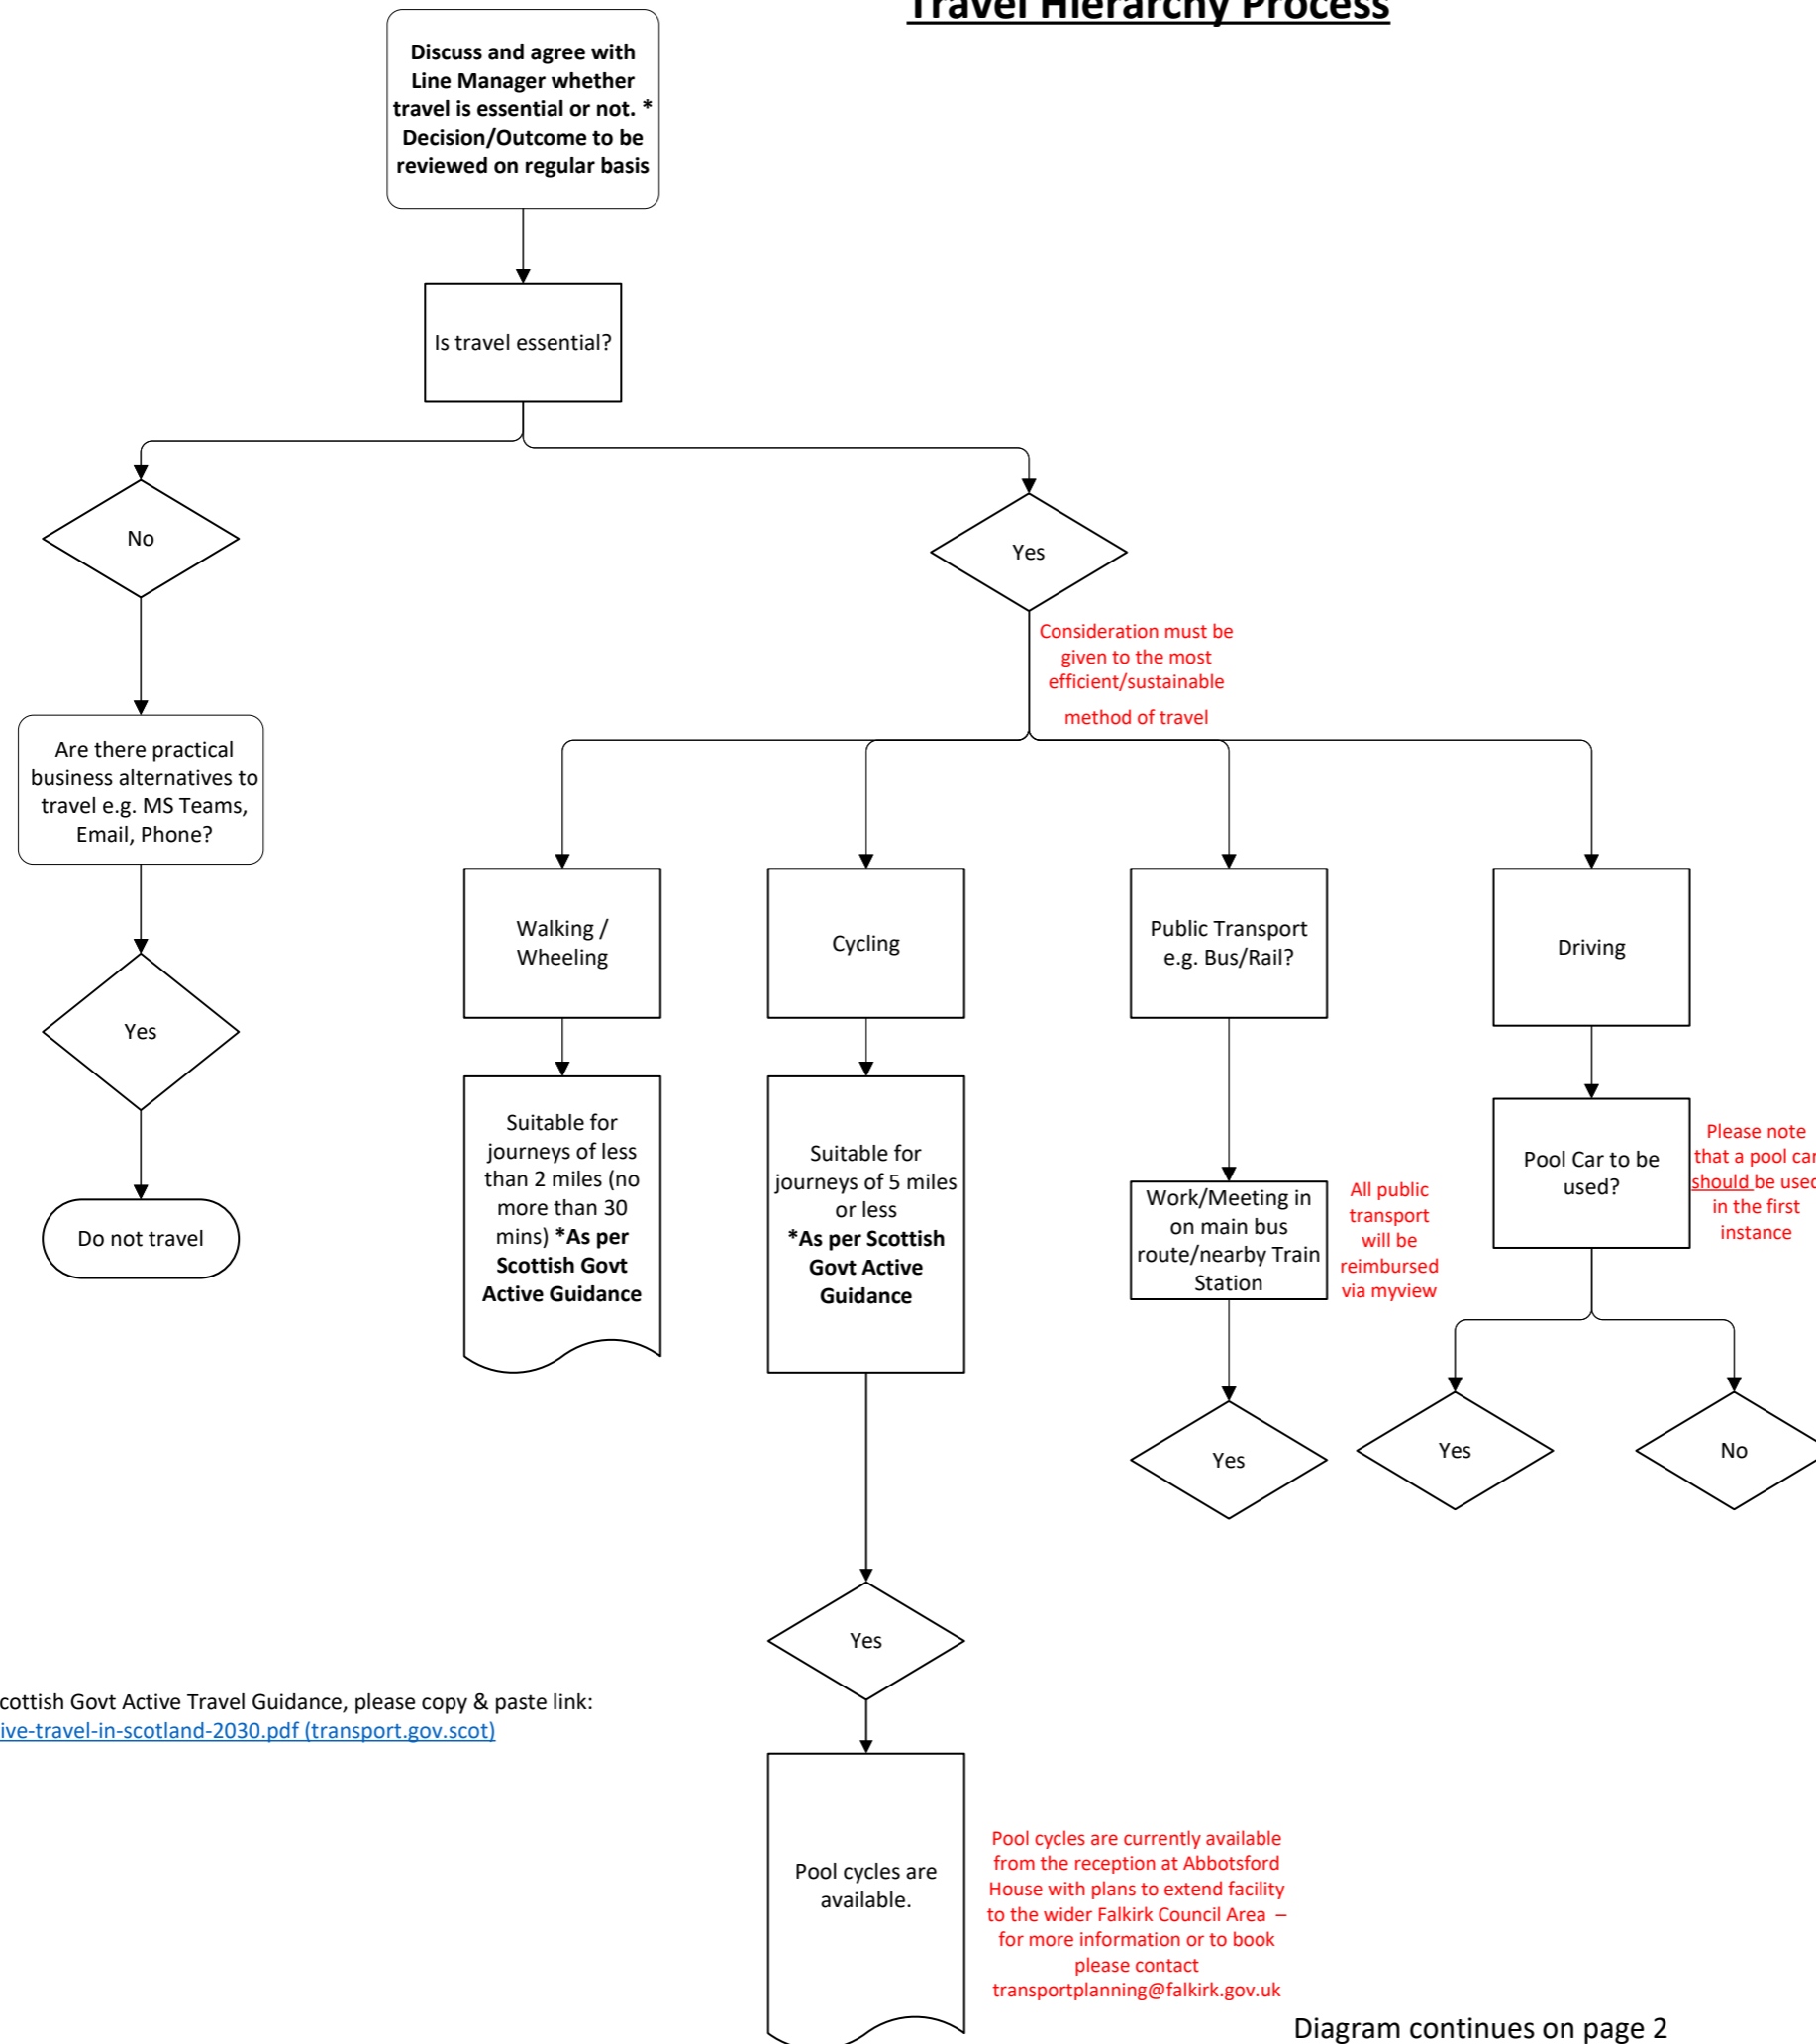 Travel Hierarchy Process
Discuss and agree with
Line Manager whether
travel is essential or not. *
Decision/Outcome to be
reviewed on regular basis
Is travel essential?
No
Yes
Consideration must be
given to the most
efficient/sustainable
method of travel
Are there practical
business alternatives to
travel e.g. MS Teams,
Email, Phone?
Yes
Do not travel
Walking /
Wheeling
Suitable for
journeys of less
than 2 miles (no
more than 30
mins) *As per
Scottish Govt
Active Guidance
Cycling
Suitable for
journeys of 5 miles
or less
*As per Scottish
Govt Active
Guidance
Yes
Pool cycles are
available.
Pool cycles are currently available
from the reception at Abbotsford
House with plans to extend facility
to the wider Falkirk Council Area –
for more information or to book
please contact
transportplanning@falkirk.gov.uk
Public Transport
e.g. Bus/Rail?
Work/Meeting in
on main bus
route/nearby Train
Station
All public
transport
will be
reimbursed
via myview
Yes
Driving
Pool Car to be
used?
Please note
that a pool car
should be used
in the first
instance
Yes
No
cottish Govt Active Travel Guidance, please copy & paste link:
ive-travel-in-scotland-2030.pdf (transport.gov.scot)
Diagram continues on page 2